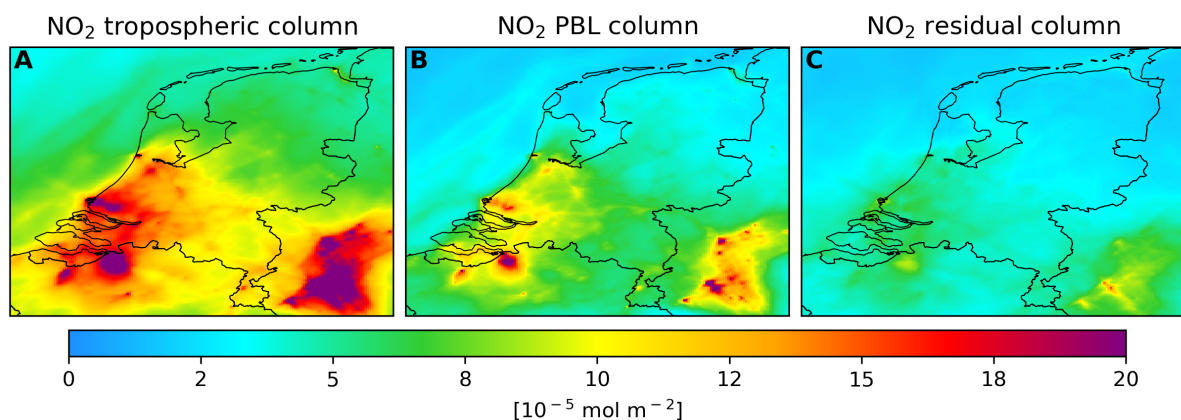 NO₂ tropospheric column
NO₂ PBL column
NO₂ residual column
A
B
C
0 2 5 8 10 12 15 18 20
[10⁻⁵ mol m⁻²]